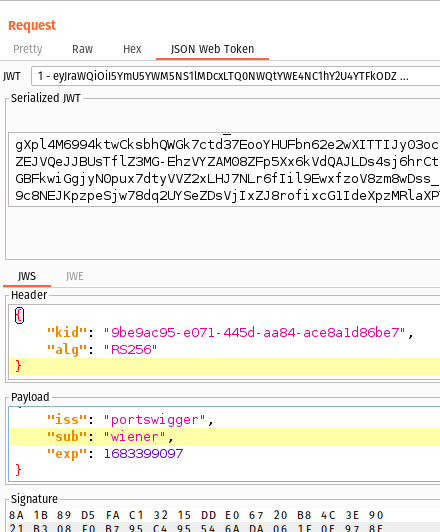 Request
Pretty Raw Hex JSON Web Token
JWT 1 - eyJraWQiOiI5YmU5YWM5NS1lMDcxLTQ0NWQtYWE4NC1hY2U4YTFkODZ ...
Serialized JWT
gXpl4M6994ktwCksbhQWGk7ctd37EooYHUFbn62e2wXITTIJy03oc
ZEJVQeJJBUsTflZ3MG-EhzVYZAM08ZFp5Xx6kVdQAJLDs4sj6hrCt
GBFkwiGgjyN0pux7dtyVVZ2xLHJ7NLr6fIil9EwxfzoV8zm8wDss_
9c8NEJKpzpeSjw78dq2UYSeZDsVjIxZJ8rofixcG1IdeXpzMRlaXP
JWS JWE
Header
{
"kid": "9be9ac95-e071-445d-aa84-ace8a1d86be7",
"alg": "RS256"
}
Payload
"iss": "portswigger",
"sub": "wiener",
"exp": 1683399097
}
Signature
8A 1B 89 D5 FA C1 32 15 DD E0 67 20 B8 4C 3E 90
21 B3 08 F0 B7 95 C4 95 54 6A DA 06 1F 0F 97 8F